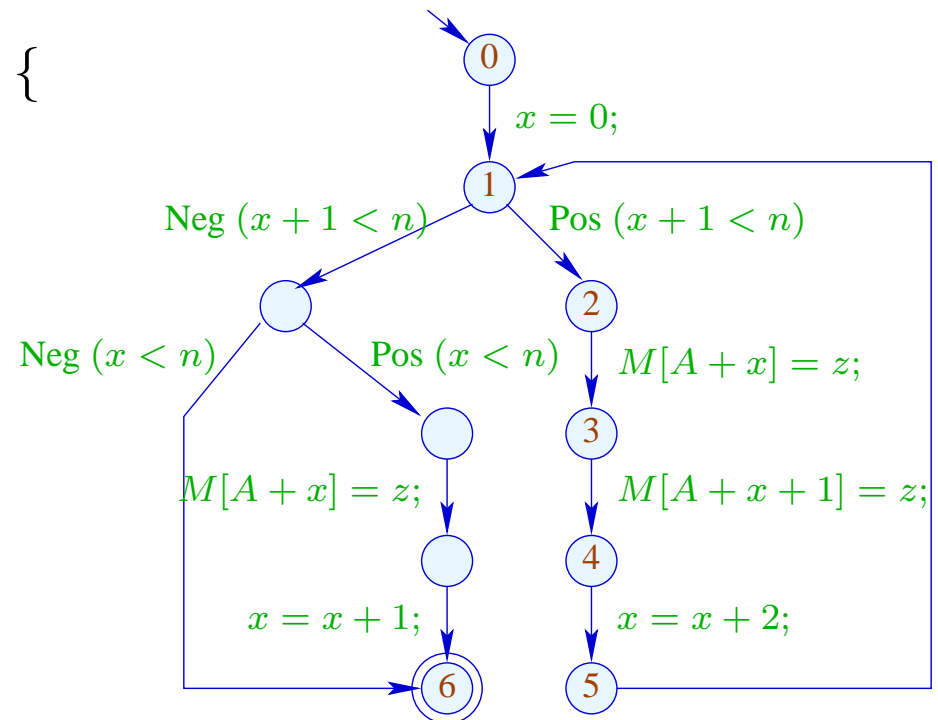 {
0
x = 0;
1
Neg (x + 1 < n) Pos (x + 1 < n)
2
Neg (x < n) Pos (x < n) M[A + x] = z;
3
M[A + x] = z; M[A + x + 1] = z;
4
x = x + 1; x = x + 2;
6 5